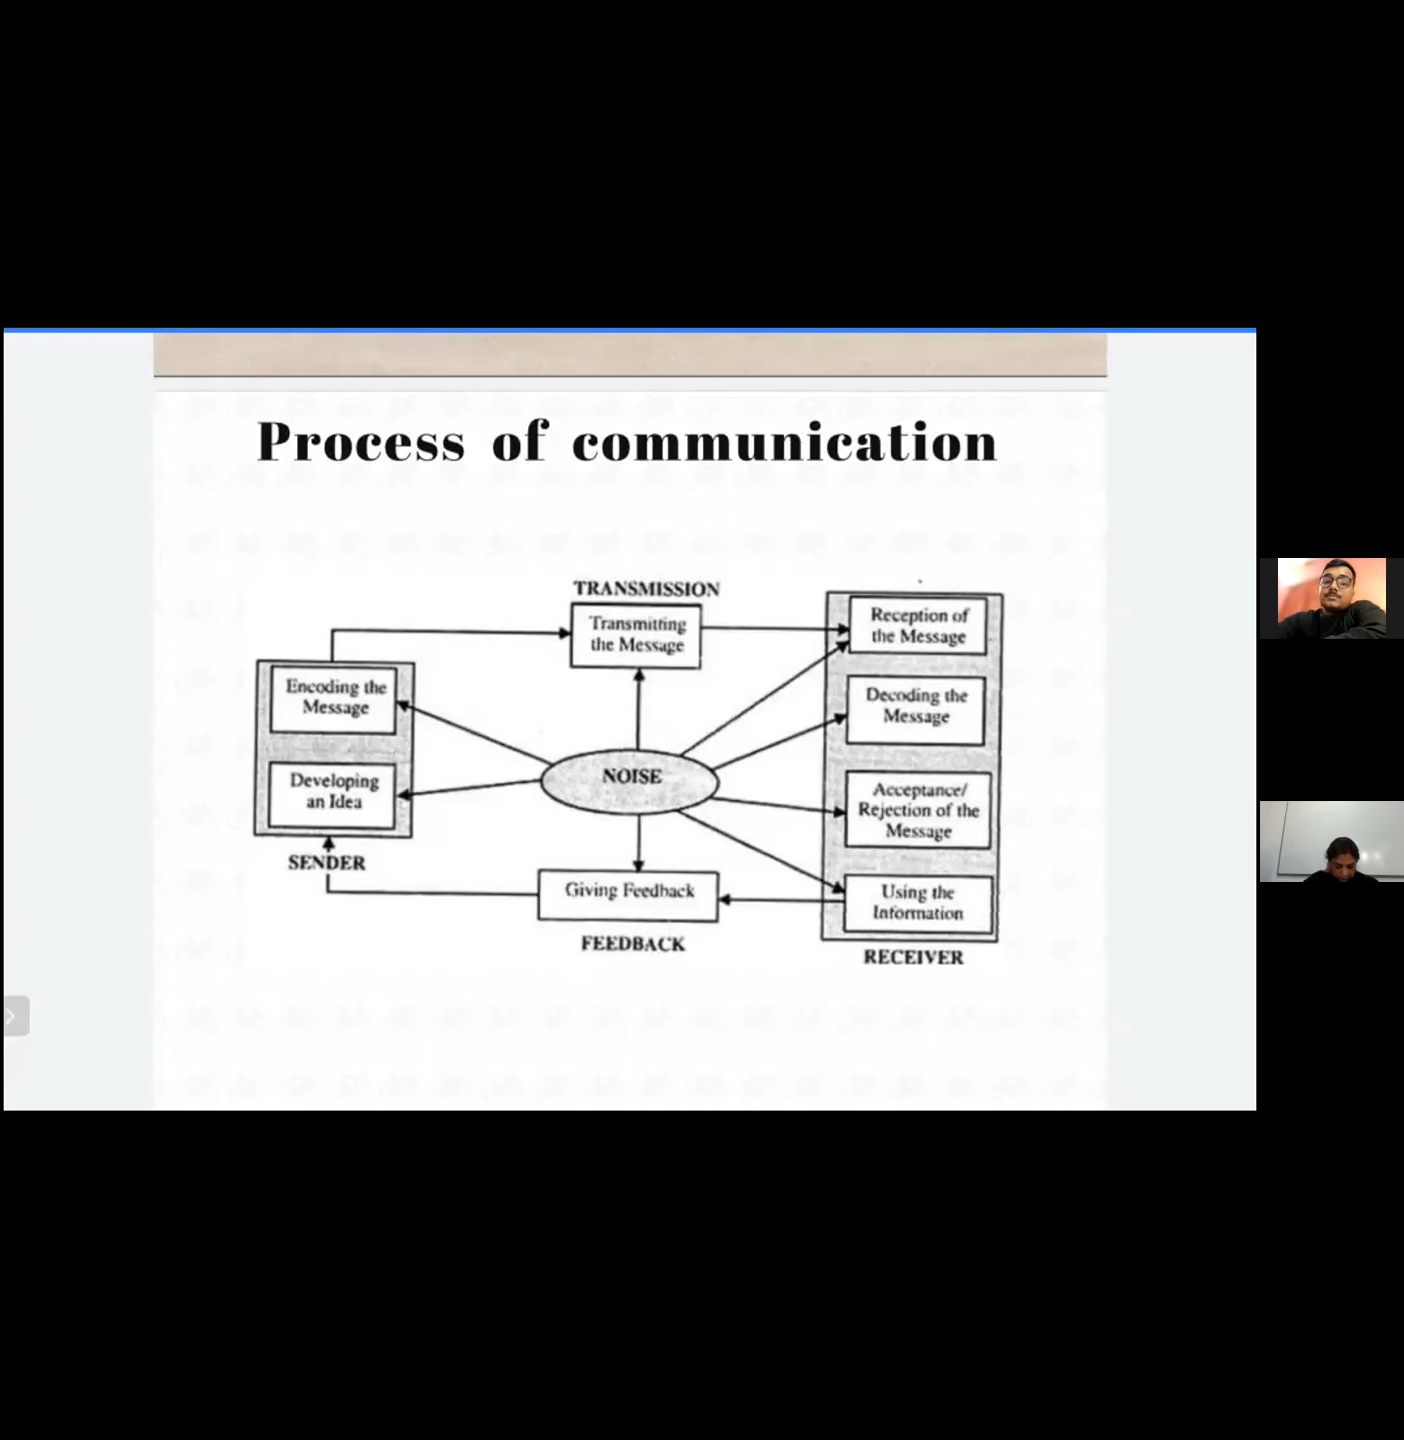 Process of communication
TRANSMISSION
Transmitting
the Message
Reception of
the Message
Encoding the
Message
Decoding the
Message
Developing
an Idea
NOISE
Acceptance/
Rejection of the
Message
SENDER
Giving Feedback
Using the
Information
FEEDBACK
RECEIVER